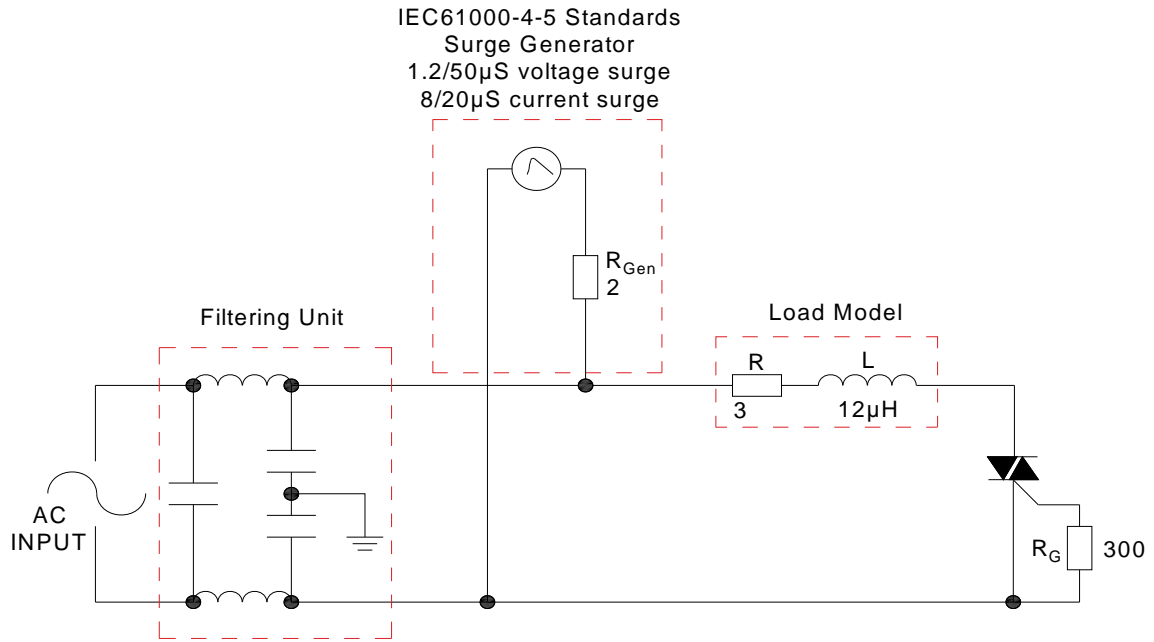 IEC61000-4-5 Standards
Surge Generator
1.2/50µS voltage surge
8/20µS current surge
RGen
2
Filtering Unit
Load Model
R
L
3
12µH
AC
INPUT
RG
300